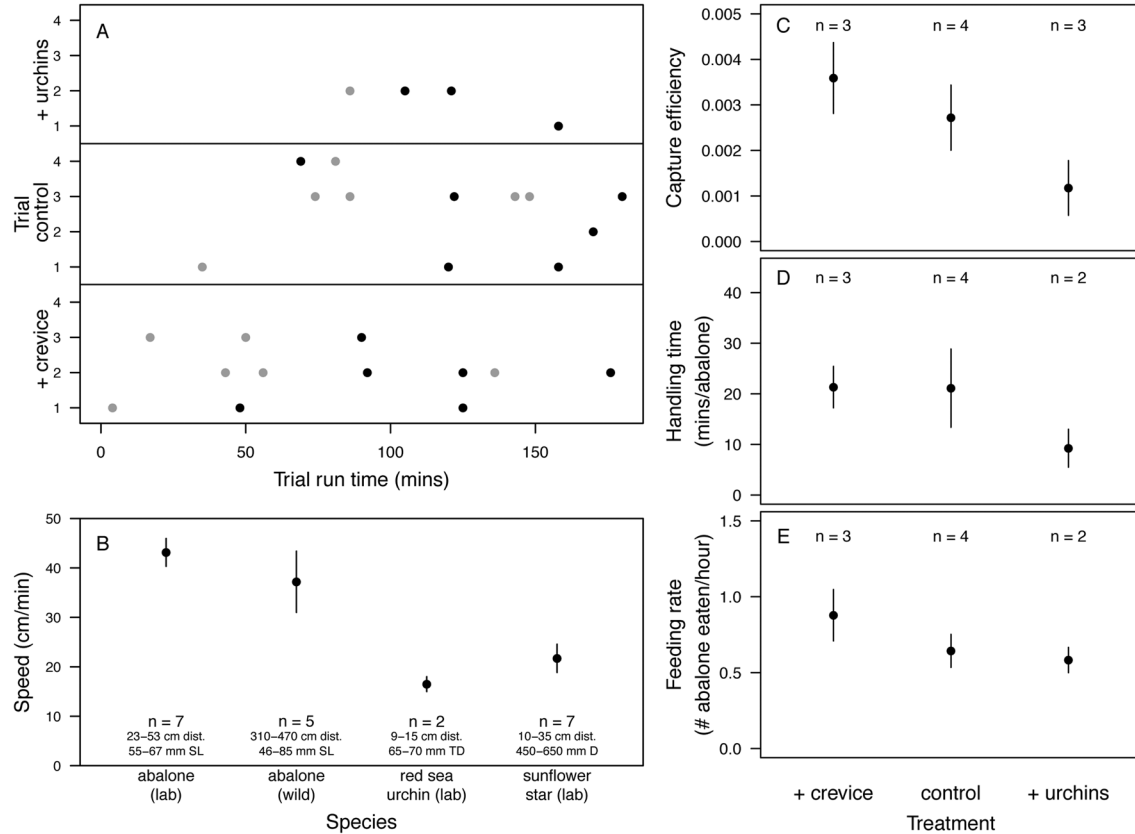 A
+ urchins
4
3
2
1
Trial
control
4
3
2
1
+ crevice
4
3
2
1
0
50
100
150
Trial run time (mins)
B
Speed (cm/min)
50
40
30
20
10
0
n = 7
23–53 cm dist.
55–67 mm SL
n = 5
310–470 cm dist.
46–85 mm SL
n = 2
9–15 cm dist.
65–70 mm TD
n = 7
10–35 cm dist.
450–650 mm D
abalone
(lab)
abalone
(wild)
red sea
urchin (lab)
sunflower
star (lab)
Species
C
n = 3
n = 4
n = 3
Capture efficiency
0.005
0.004
0.003
0.002
0.001
0.000
D
n = 3
n = 4
n = 2
Handling time
(mins/abalone)
40
30
20
10
0
E
n = 3
n = 4
n = 2
Feeding rate
(# abalone eaten/hour)
1.5
1.0
0.5
0.0
+ crevice
control
+ urchins
Treatment